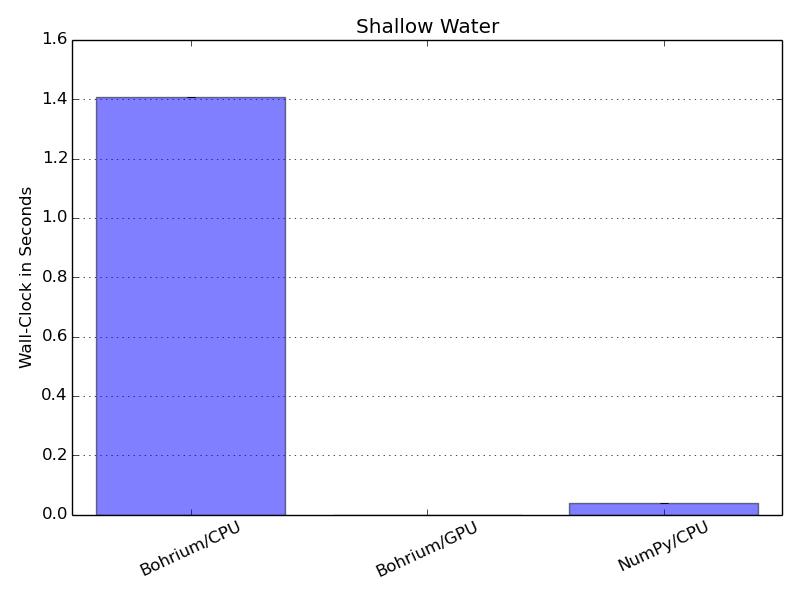 Shallow Water
Wall-Clock in Seconds
1.6
1.4
1.2
1.0
0.8
0.6
0.4
0.2
0.0
Bohrium/CPU
Bohrium/GPU
NumPy/CPU